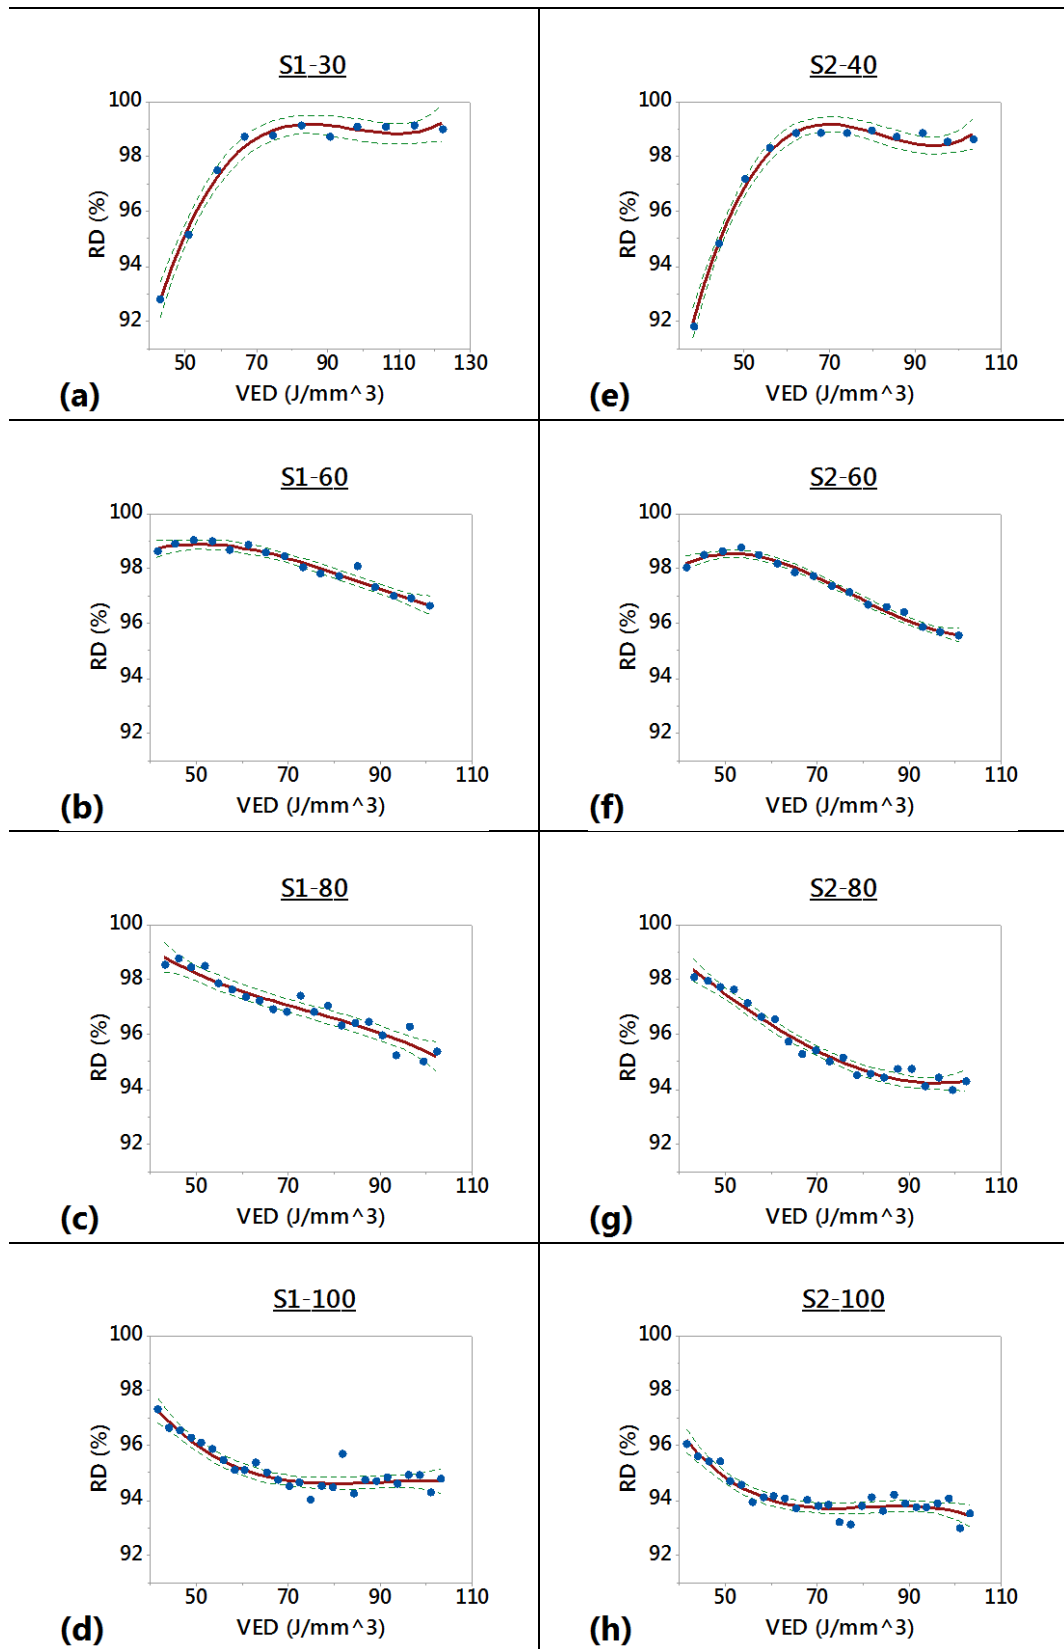 S1-30
100
98
96
94
92
RD (%)
50 70 90 110 130
VED (J/mm^3)
(a)
S2-40
100
98
96
94
92
RD (%)
50 70 90 110
VED (J/mm^3)
(e)
S1-60
100
98
96
94
92
RD (%)
50 70 90 110
VED (J/mm^3)
(b)
S2-60
100
98
96
94
92
RD (%)
50 70 90 110
VED (J/mm^3)
(f)
S1-80
100
98
96
94
92
RD (%)
50 70 90 110
VED (J/mm^3)
(c)
S2-80
100
98
96
94
92
RD (%)
50 70 90 110
VED (J/mm^3)
(g)
S1-100
100
98
96
94
92
RD (%)
50 70 90 110
VED (J/mm^3)
(d)
S2-100
100
98
96
94
92
RD (%)
50 70 90 110
VED (J/mm^3)
(h)